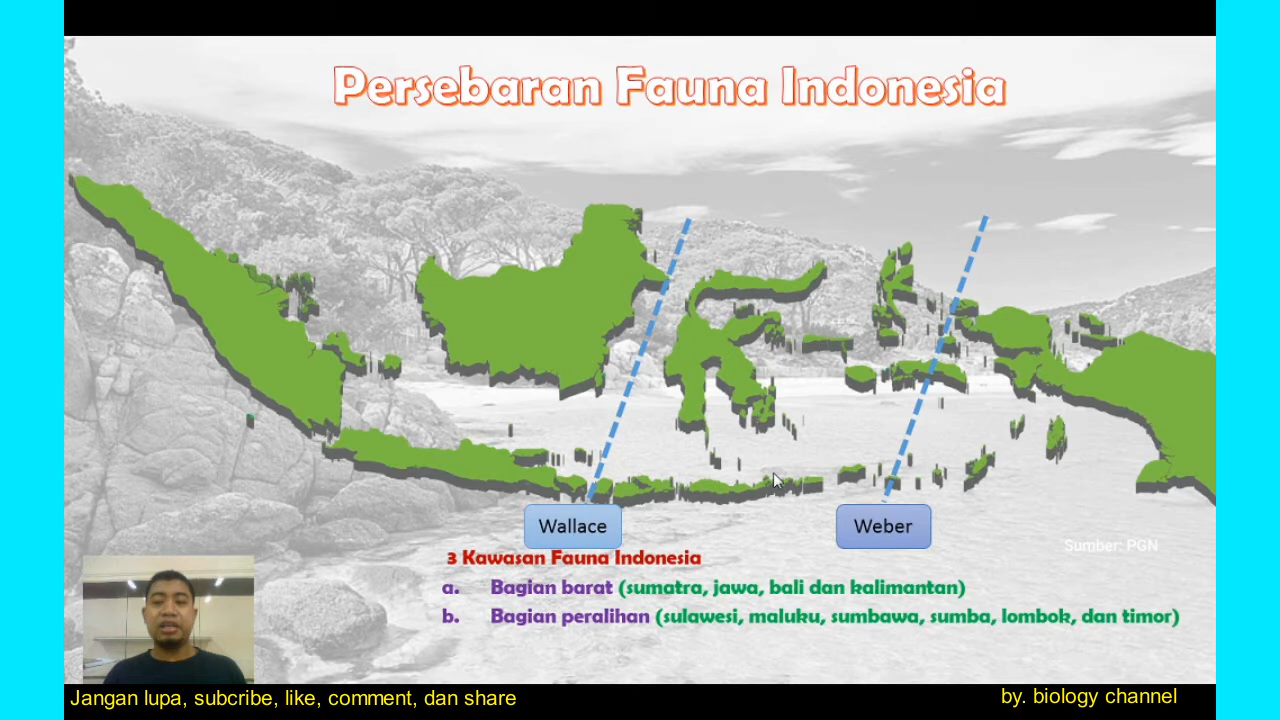 Persebaran Fauna Indonesia
Wallace
Weber
Sumber: PGN
3 Kawasan Fauna Indonesia
a. Bagian barat (sumatra, jawa, bali dan kalimantan)
b. Bagian peralihan (sulawesi, maluku, sumbawa, sumba, lombok, dan timor)
Jangan lupa, subcribe, like, comment, dan share
by. biology channel